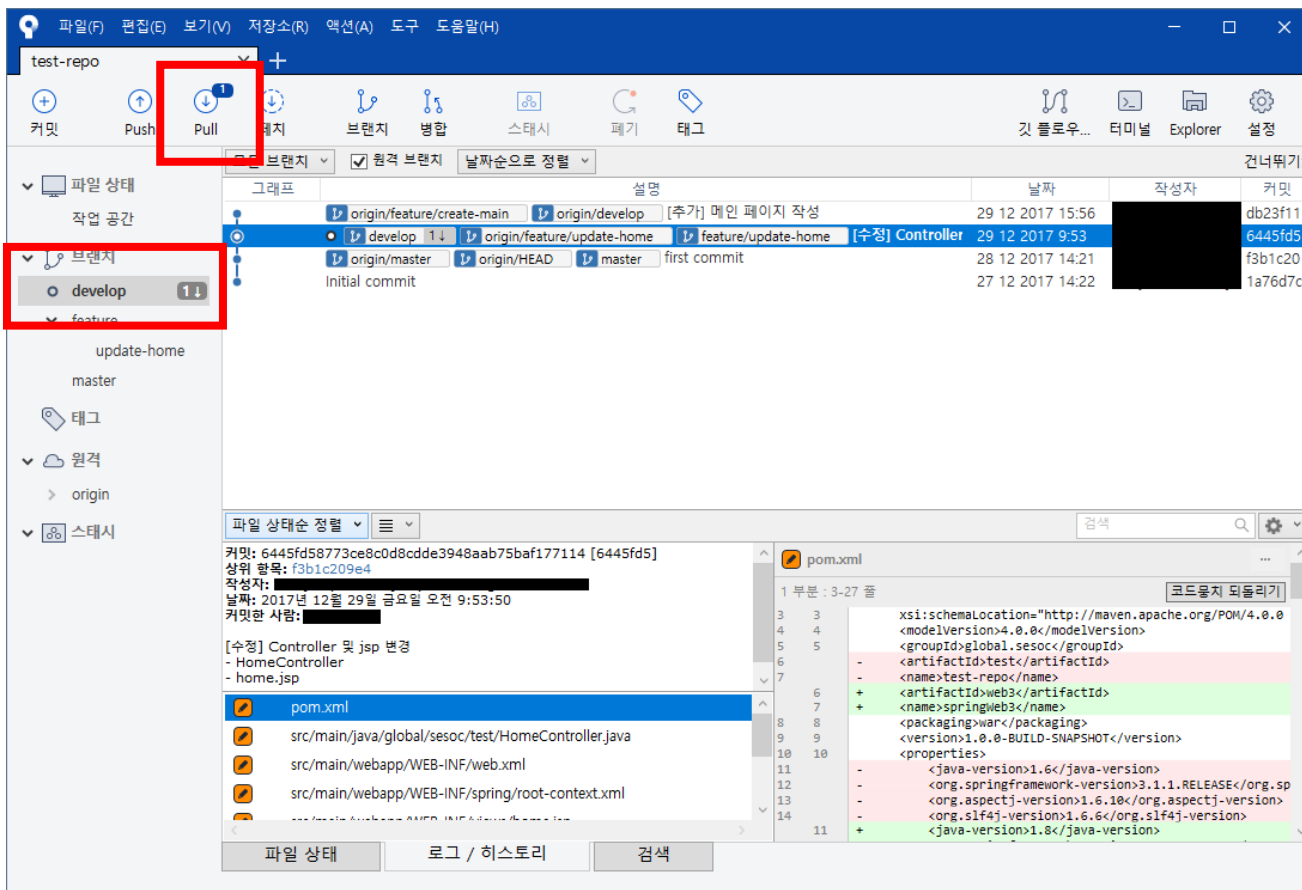 파일(F) 편집(E) 보기(V) 저장소(R) 액션(A) 도구 도움말(H)
test-repo
1
커밋 Push Pull 브랜치 병합 스태시 폐기 태그 깃 플로우... 터미널 Explorer 설정
브랜치 원격 브랜치 날짜순으로 정렬 건너뛰기
파일 상태
작업 공간
브랜치
develop 1↓
feature
update-home
master
태그
원격
origin
스태시
그래프 설명 날짜 작성자 커밋
origin/feature/create-main origin/develop [추가] 메인 페이지 작성 29 12 2017 15:56 db23f11
develop 1↓ origin/feature/update-home feature/update-home [수정] Controller 29 12 2017 9:53 6445fd5
origin/master origin/HEAD master first commit 28 12 2017 14:21 f3b1c20
Initial commit 27 12 2017 14:22 1a76d7c
파일 상태순 정렬 검색
커밋: 6445fd58773ce8c0d8cdde3948aab75baf177114 [6445fd5]
상위 항목: f3b1c209e4
작성자:
날짜: 2017년 12월 29일 금요일 오전 9:53:50
커밋한 사람:
[수정] Controller 및 jsp 변경
- HomeController
- home.jsp
pom.xml
src/main/java/global/sesoc/test/HomeController.java
src/main/webapp/WEB-INF/web.xml
src/main/webapp/WEB-INF/spring/root-context.xml
src/main/webapp/WEB-INF/views/home.jsp
pom.xml ...
1 부분 : 3-27 줄 코드뭉치 되돌리기
3 3 xsi:schemaLocation="http://maven.apache.org/POM/4.0.0
4 4 <modelVersion>4.0.0</modelVersion>
5 5 <groupId>global.sesoc</groupId>
6 - <artifactId>test</artifactId>
7 - <name>test-repo</name>
6 + <artifactId>web3</artifactId>
7 + <name>springWeb3</name>
8 8 <packaging>war</packaging>
9 9 <version>1.0.0-BUILD-SNAPSHOT</version>
10 10 <properties>
11 - <java-version>1.6</java-version>
12 - <org.springframework-version>3.1.1.RELEASE</org.sp
13 - <org.aspectj-version>1.6.10</org.aspectj-version>
14 - <org.slf4j-version>1.6.6</org.slf4j-version>
11 + <java-version>1.8</java-version>
파일 상태 로그 / 히스토리 검색